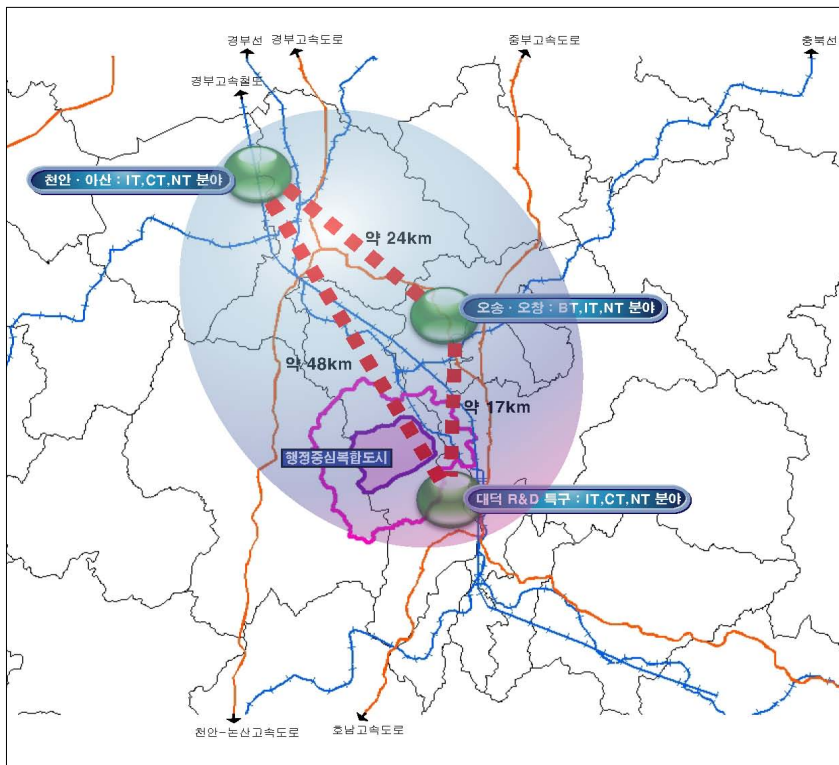 경부선
경부고속도로
중부고속도로
충북선
경부고속철도
천안·아산 : IT,CT,NT 분야
약 24km
오송·오창 : BT,IT,NT 분야
약 48km
약 17km
행정중심복합도시
대덕 R&D 특구 : IT,CT,NT 분야
천안-논산고속도로
호남고속도로